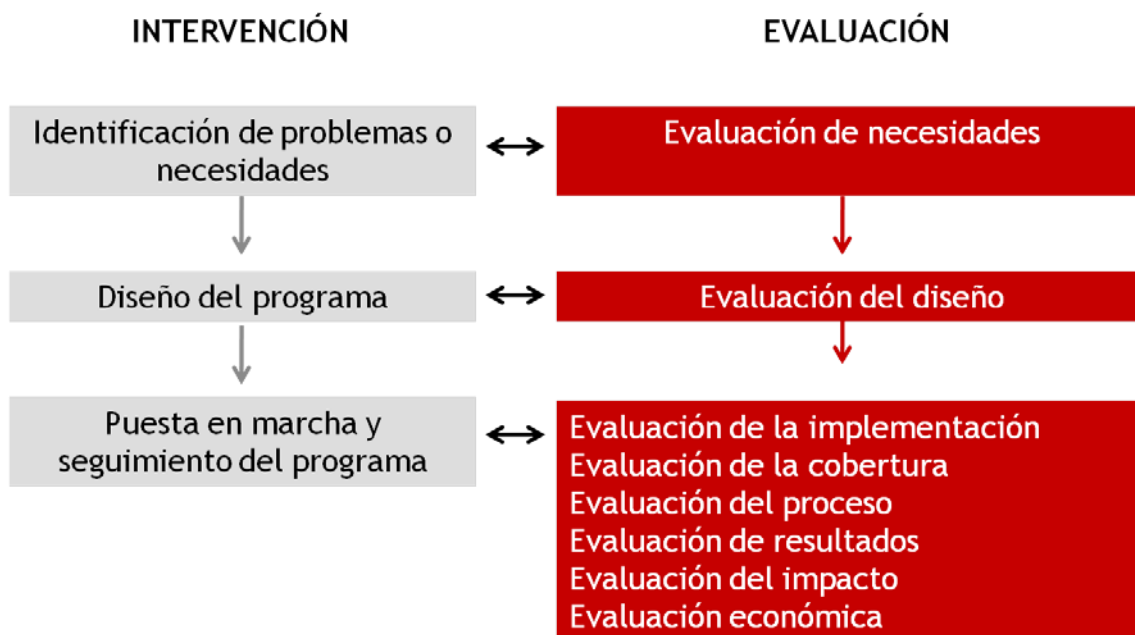 INTERVENCIÓN
EVALUACIÓN
Identificación de problemas o
necesidades
Evaluación de necesidades
Diseño del programa
Evaluación del diseño
Puesta en marcha y
seguimiento del programa
Evaluación de la implementación
Evaluación de la cobertura
Evaluación del proceso
Evaluación de resultados
Evaluación del impacto
Evaluación económica